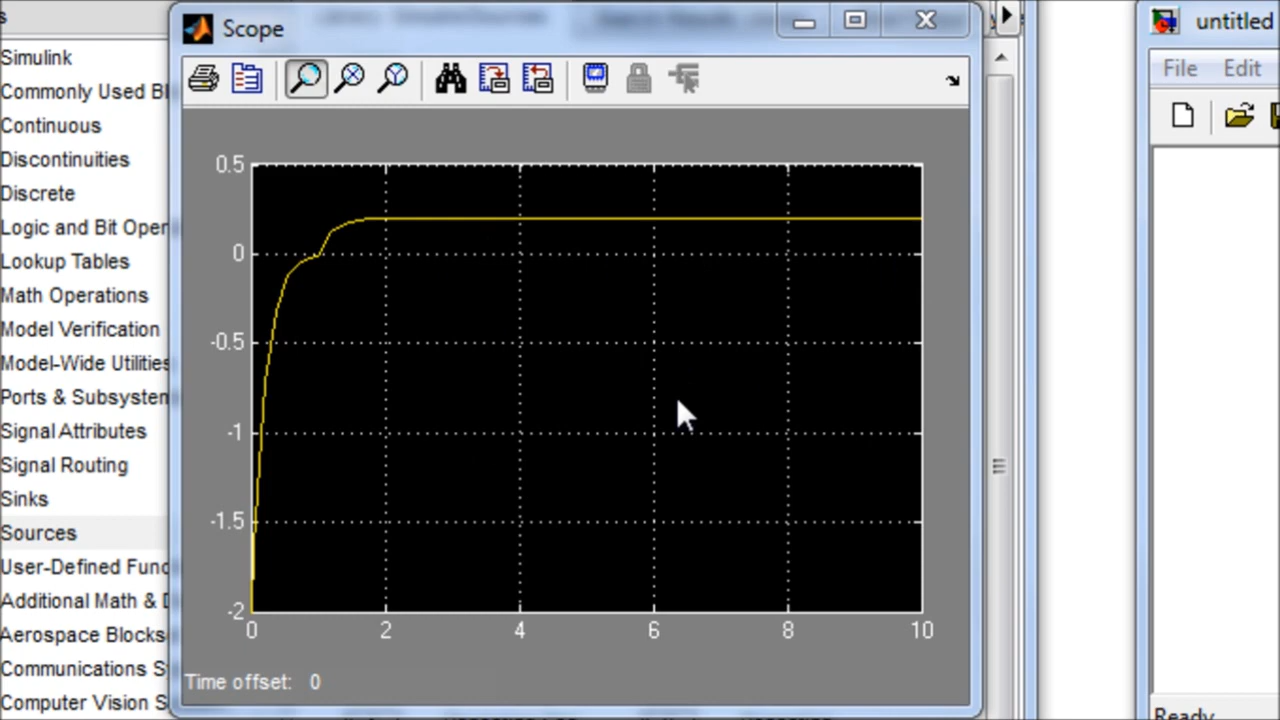 Scope
untitled
File Edit
Simulink
Commonly Used Bl
Continuous
Discontinuities
Discrete
Logic and Bit Oper
Lookup Tables
Math Operations
Model Verification
Model-Wide Utilities
Ports & Subsystem
Signal Attributes
Signal Routing
Sinks
Sources
User-Defined Func
Additional Math & D
Aerospace Blocks
Communications S
Computer Vision S
0.5
0
-0.5
-1
-1.5
-2
0 2 4 6 8 10
Time offset: 0
Ready